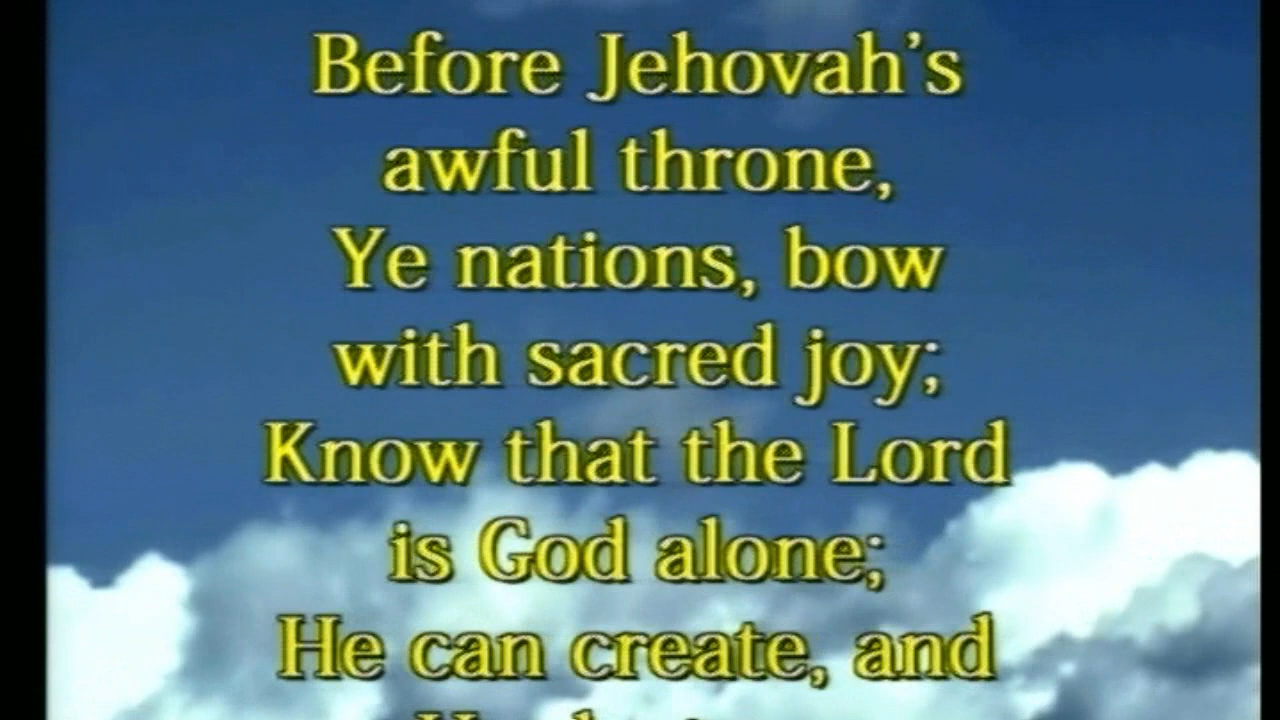 Before Jehovah's
awful throne,
Ye nations, bow
with sacred joy;
Know that the Lord
is God alone;
He can create, and